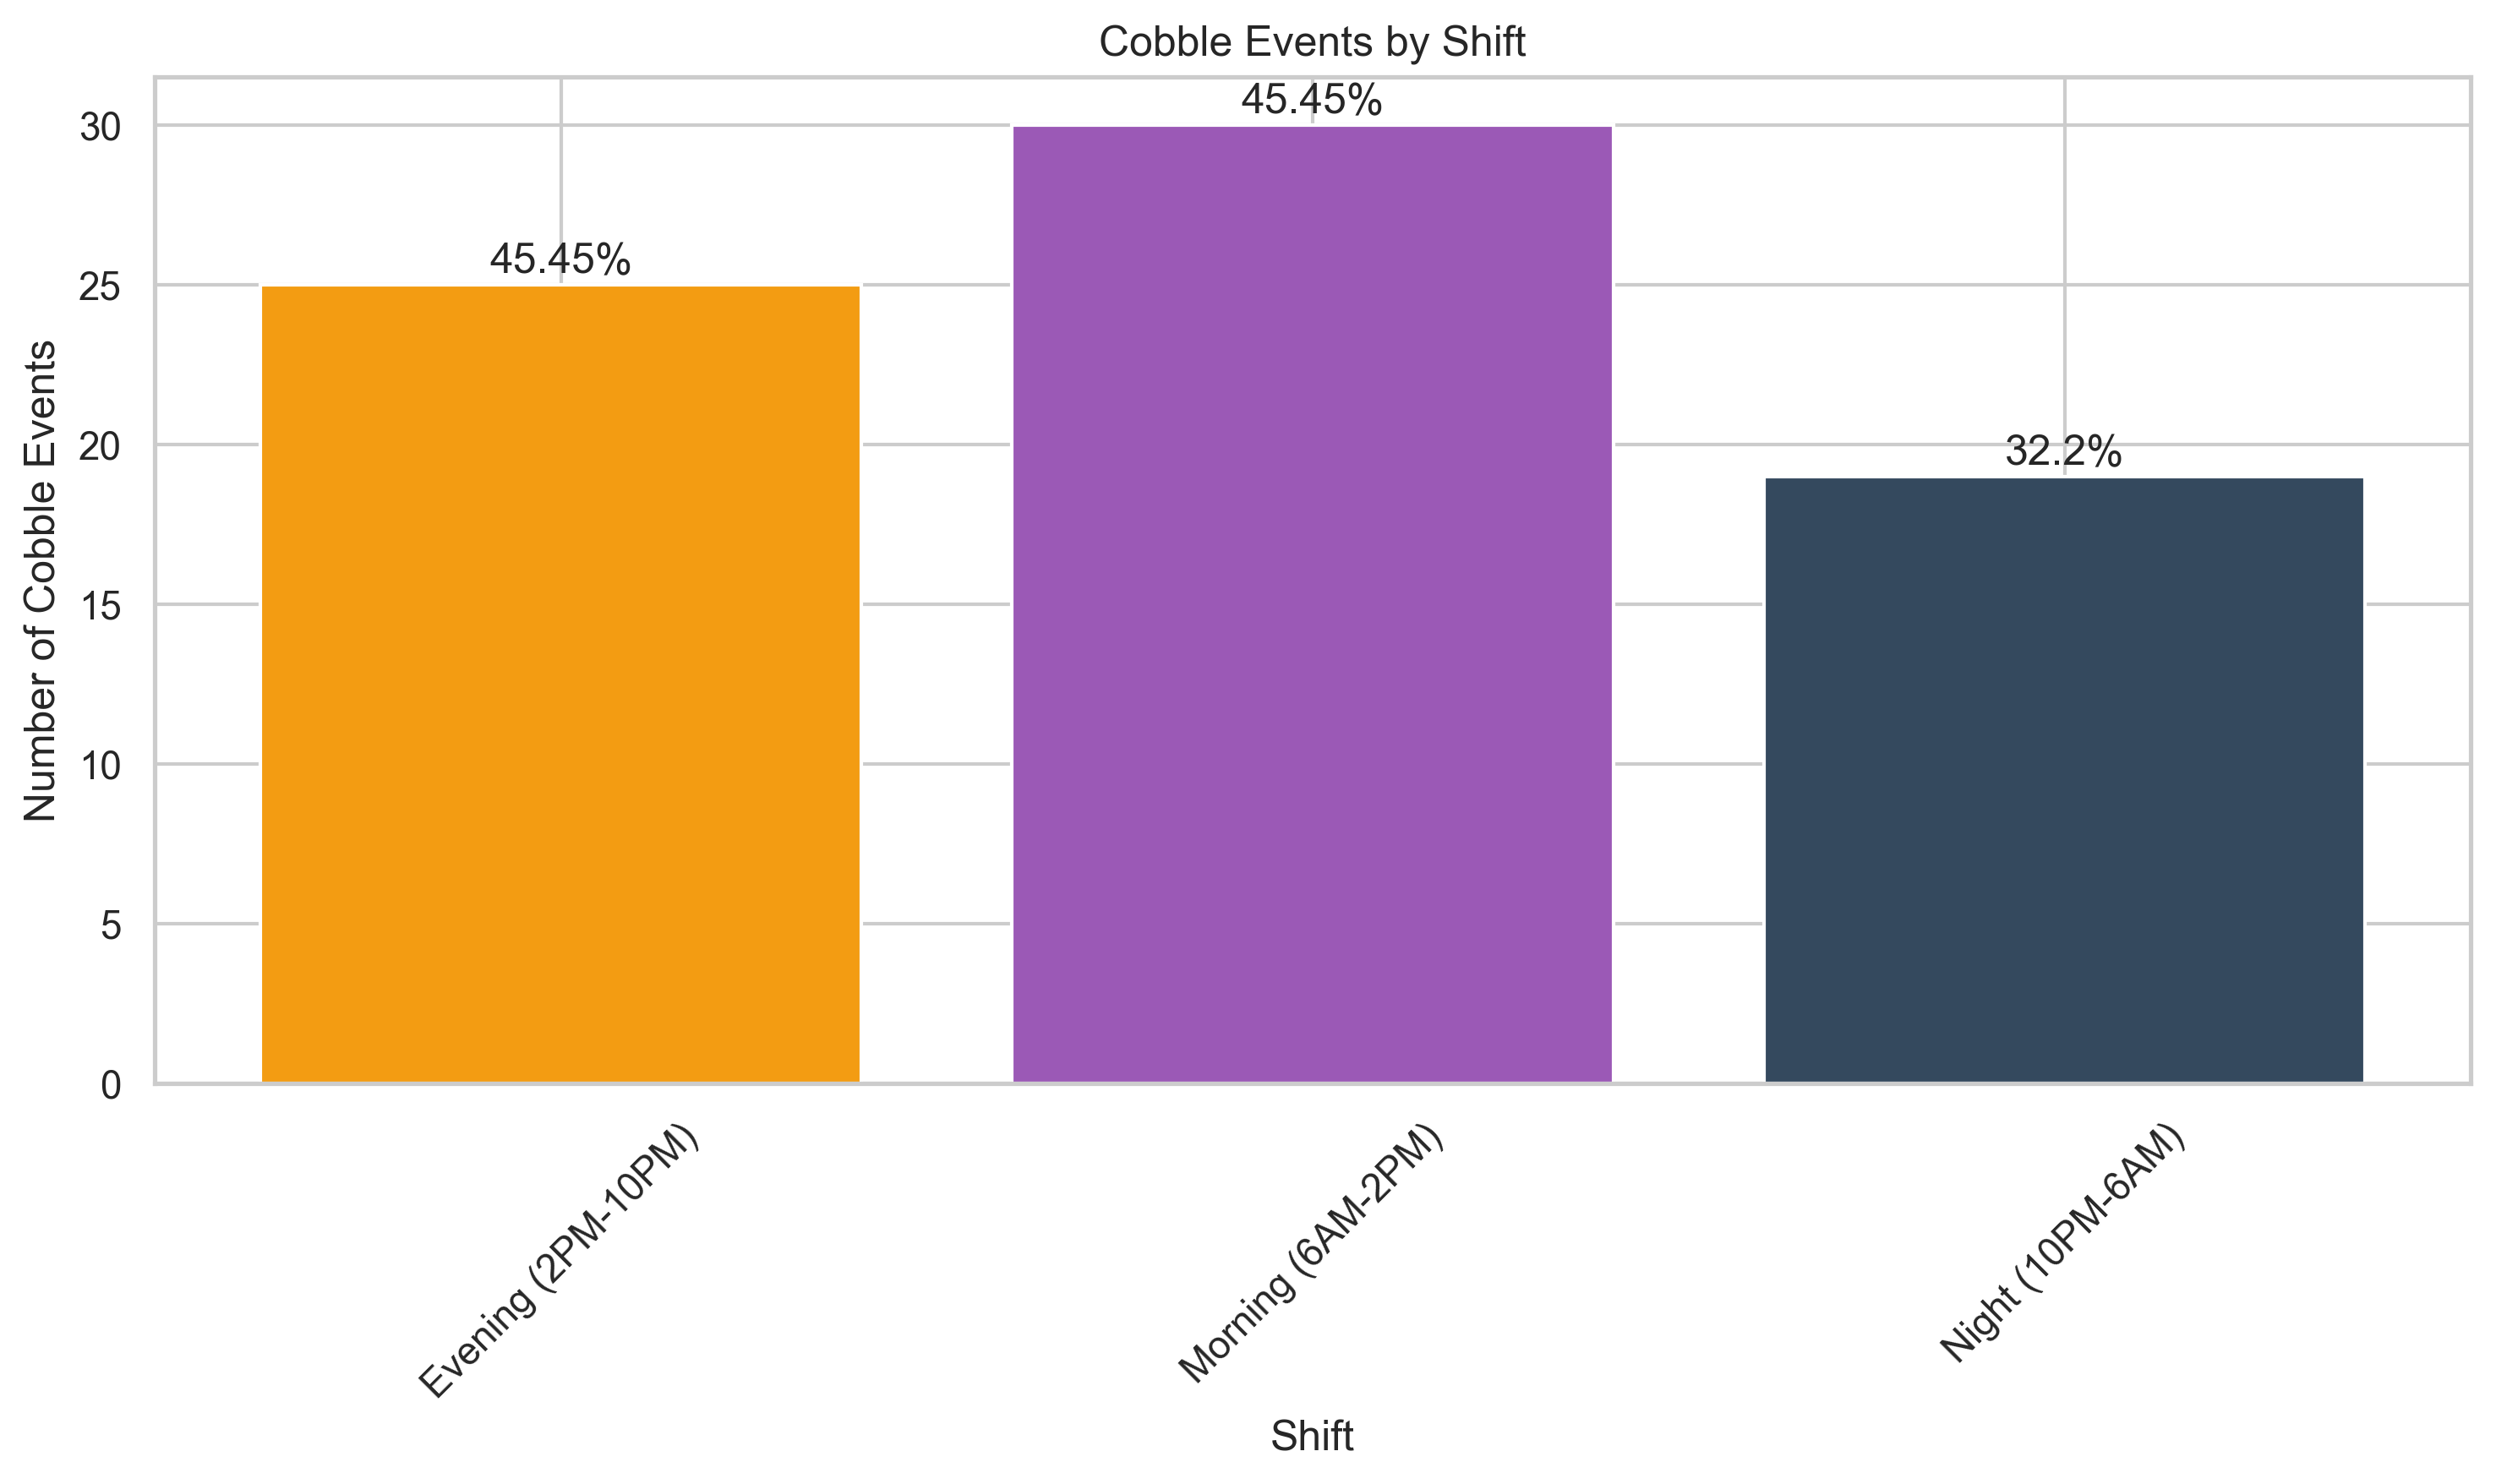 Cobble Events by Shift
45.45%
45.45%
32.2%
Number of Cobble Events
30
25
20
15
10
5
0
Evening (2PM-10PM)
Morning (6AM-2PM)
Night (10PM-6AM)
Shift